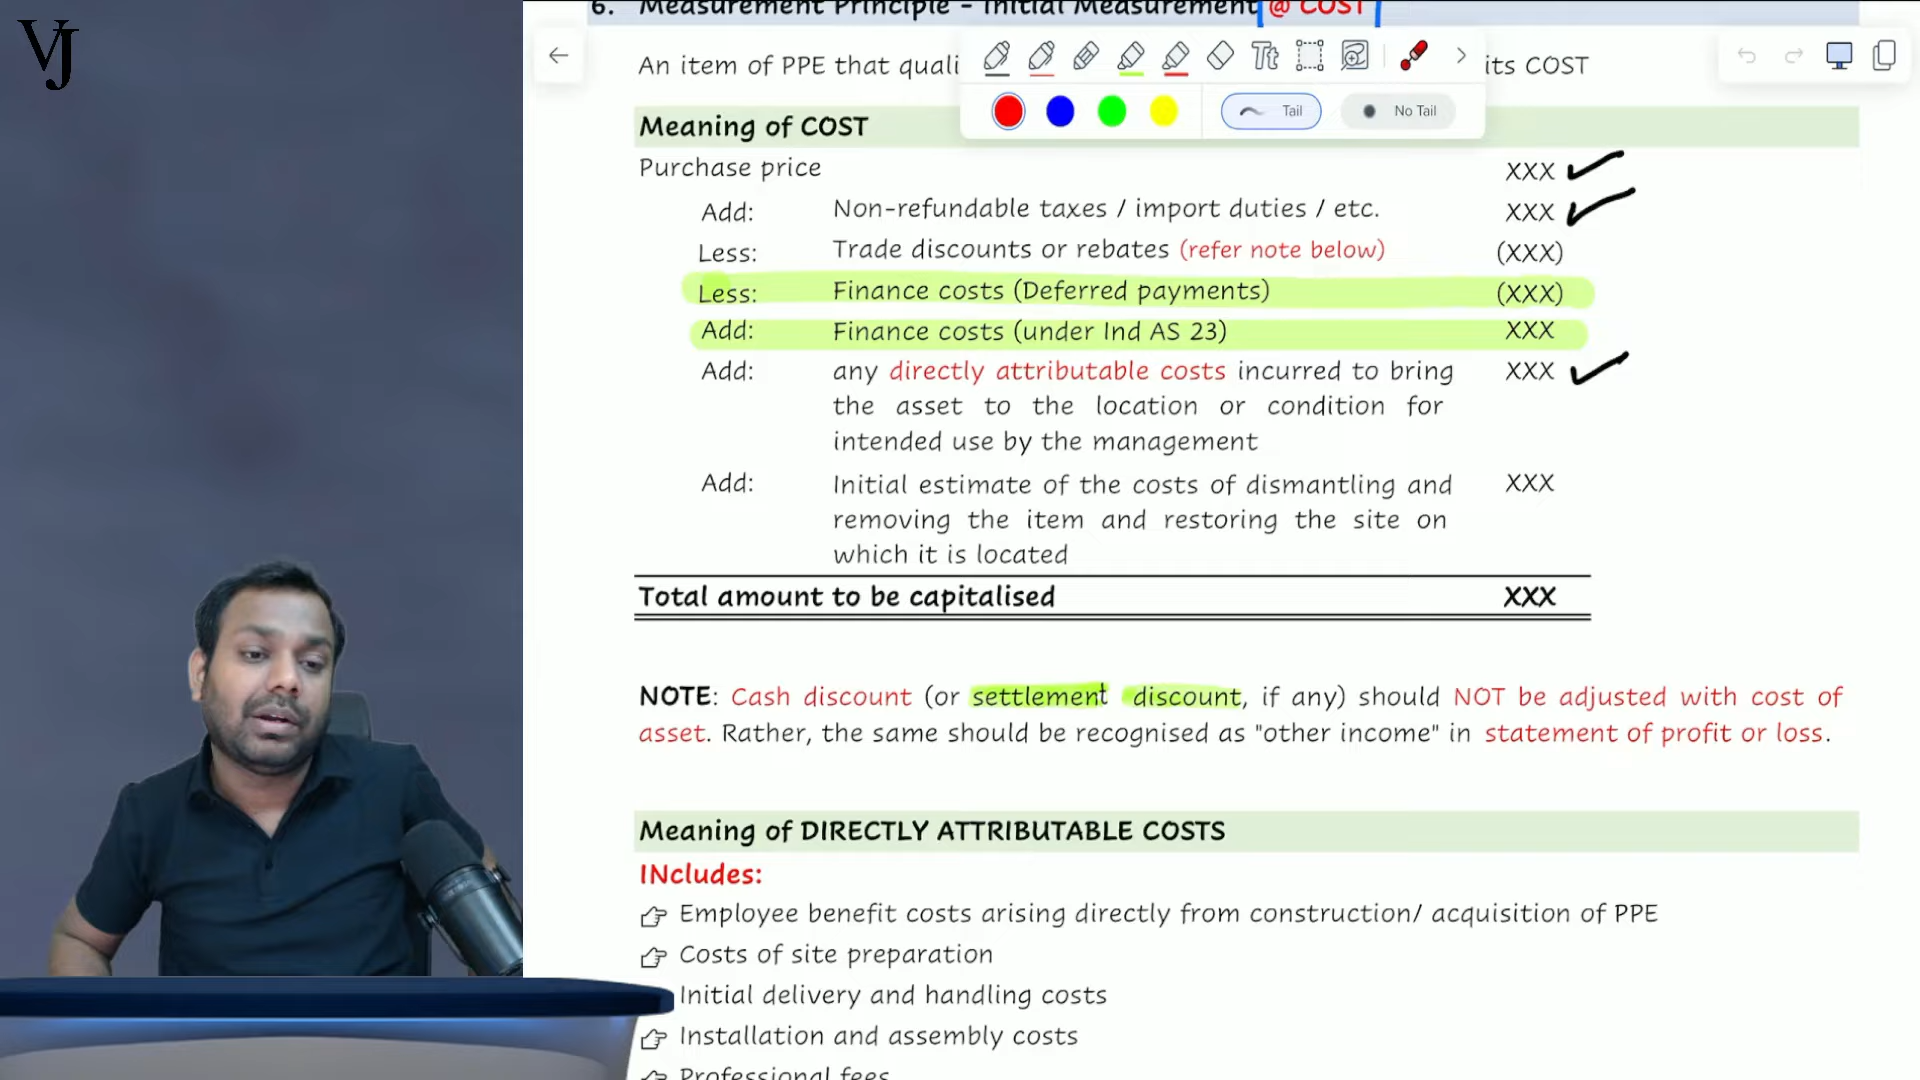 VJ
6. Measurement Principle - Initial Measurement @ COST
An item of PPE that quali its COST
Tt
Tail No Tail
Meaning of COST
Purchase price XXX
Add: Non-refundable taxes / import duties / etc. XXX
Less: Trade discounts or rebates (refer note below) (XXX)
Less: Finance costs (Deferred payments) (XXX)
Add: Finance costs (under Ind AS 23) XXX
Add: any directly attributable costs incurred to bring XXX
the asset to the location or condition for
intended use by the management
Add: Initial estimate of the costs of dismantling and XXX
removing the item and restoring the site on
which it is located
Total amount to be capitalised XXX
NOTE: Cash discount (or settlement discount, if any) should NOT be adjusted with cost of
asset. Rather, the same should be recognised as "other income" in statement of profit or loss.
Meaning of DIRECTLY ATTRIBUTABLE COSTS
INcludes:
Employee benefit costs arising directly from construction/ acquisition of PPE
Costs of site preparation
Initial delivery and handling costs
Installation and assembly costs
Professional fees